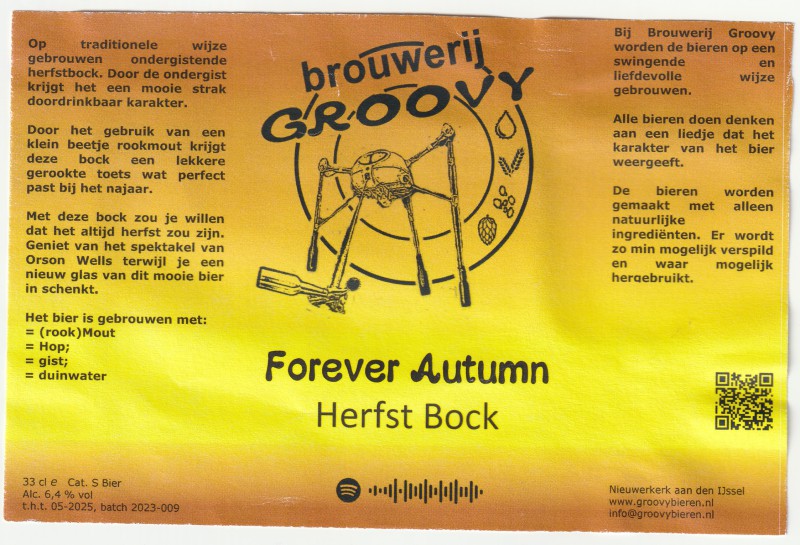 Op traditionele wijze
gebrouwen ondergistende
herfstbock. Door de ondergist
krijgt het een mooie strak
doordrinkbaar karakter.
Door het gebruik van een
klein beetje rookmout krijgt
deze bock een lekkere
gerookte toets wat perfect
past bij het najaar.
Met deze bock zou je willen
dat het altijd herfst zou zijn.
Geniet van het spektakel van
Orson Wells terwijl je een
nieuw glas van dit mooie bier
in schenkt.
Het bier is gebrouwen met:
= (rook)Mout
= Hop;
= gist;
= duinwater
33 cl e Cat. S Bier
Alc. 6,4 % vol
t.h.t. 05-2025, batch 2023-009
brouwerij
GROOVY
Forever Autumn
Herfst Bock
Bij Brouwerij Groovy
worden de bieren op een
swingende en
liefdevolle wijze
gebrouwen.
Alle bieren doen denken
aan een liedje dat het
karakter van het bier
weergeeft.
De bieren worden
gemaakt met alleen
natuurlijke
ingrediënten. Er wordt
zo min mogelijk verspild
en waar mogelijk
hergebruikt.
Nieuwerkerk aan den IJssel
www.groovybieren.nl
info@groovybieren.nl